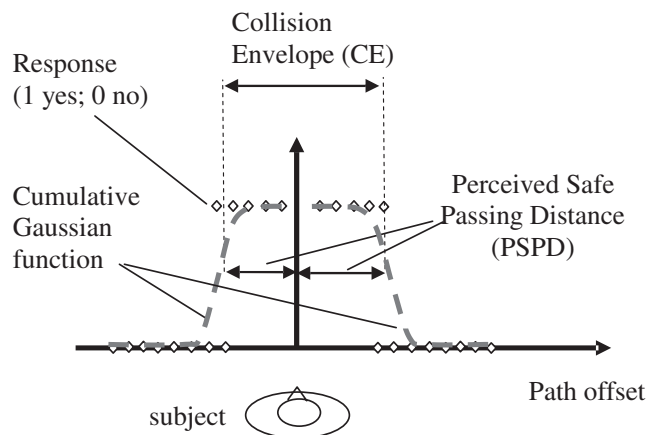 Collision
Envelope (CE)
Response
(1 yes; 0 no)
Cumulative
Gaussian
function
Perceived Safe
Passing Distance
(PSPD)
Path offset
subject